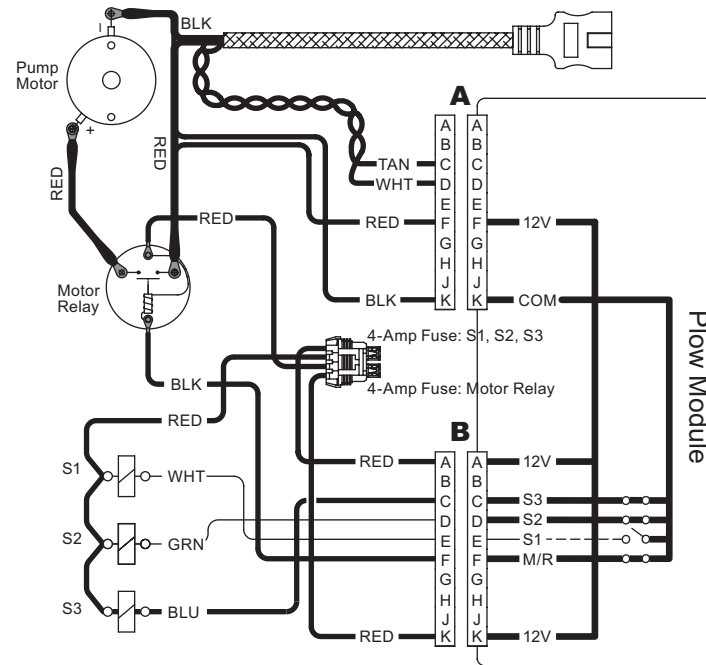 –
BLK
Pump
Motor
+
RED
RED
A
A
B
C
D
E
F
G
H
J
K
A
B
C
D
E
F
G
H
J
K
TAN
WHT
RED
BLK
12V
COM
RED
Motor
Relay
4-Amp Fuse: S1, S2, S3
4-Amp Fuse: Motor Relay
BLK
RED
Plow Module
B
A
B
C
D
E
F
G
H
J
K
A
B
C
D
E
F
G
H
J
K
RED
RED
12V
S3
S2
S1
M/R
12V
S1
WHT
S2
GRN
S3
BLU